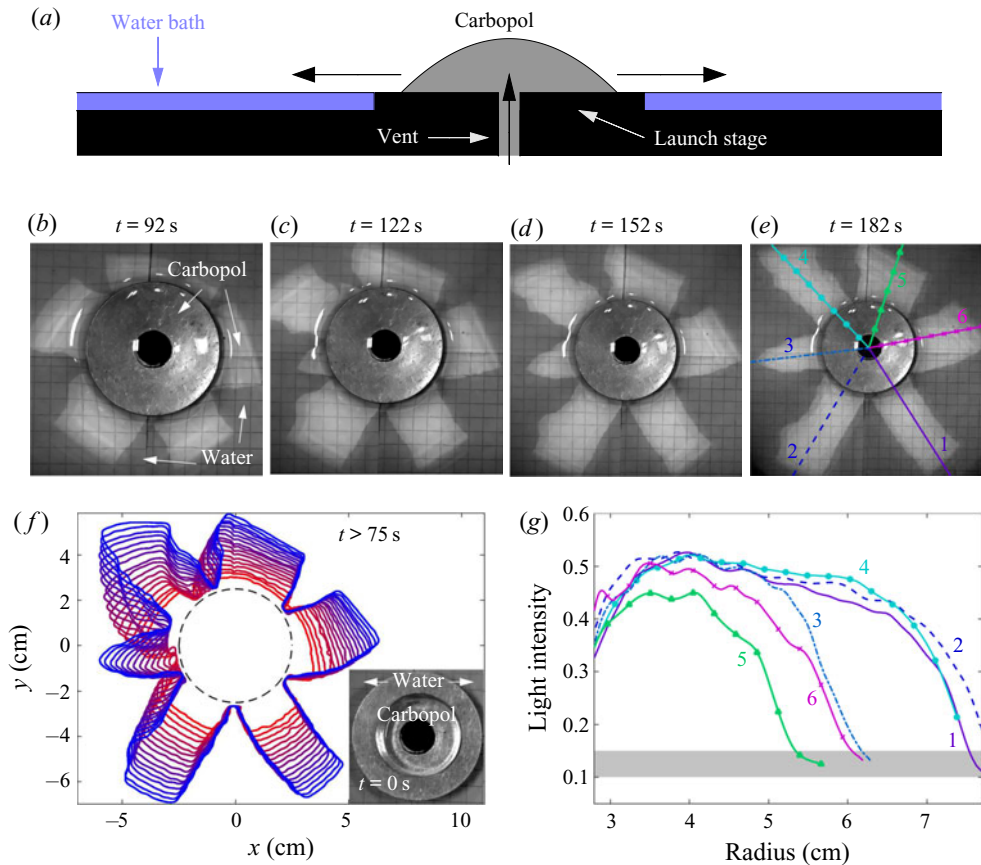 (a)
Water bath
Carbopol
Vent
Launch stage
(b)
t = 92 s
(c)
t = 122 s
(d)
t = 152 s
(e)
t = 182 s
Carbopol
Water
4
5
6
3
2
1
(f)
t > 75 s
4
2
0
−2
−4
−6
y (cm)
−5
0
5
10
x (cm)
Water
Carbopol
t = 0 s
(g)
0.6
0.5
0.4
0.3
0.2
0.1
Light intensity
4
3
2
5
6
1
3
4
5
6
7
Radius (cm)